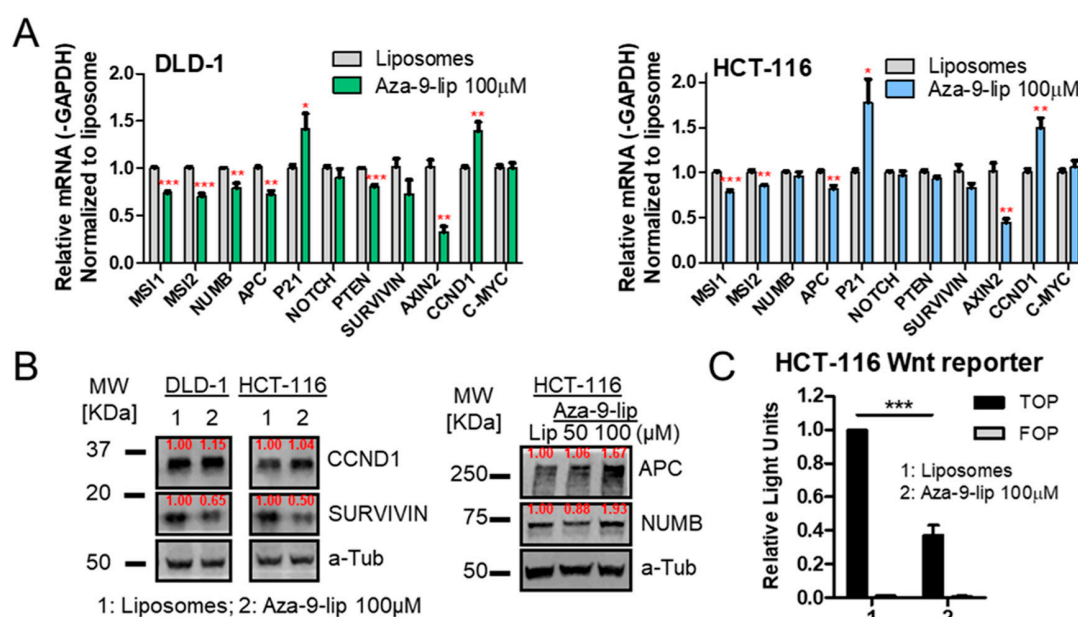 A
DLD-1
Liposomes
Aza-9-lip 100µM
Relative mRNA (-GAPDH)
Normalized to liposome
2.0
1.5
1.0
0.5
0.0
*** *** ** ** * *** ** **
MSI1 MSI2 NUMB APC P21 NOTCH PTEN SURVIVIN AXIN2 CCND1 C-MYC
HCT-116
Liposomes
Aza-9-lip 100µM
Relative mRNA (-GAPDH)
Normalized to liposome
2.0
1.5
1.0
0.5
0.0
*** ** ** * ** **
MSI1 MSI2 NUMB APC P21 NOTCH PTEN SURVIVIN AXIN2 CCND1 C-MYC
B
MW
[KDa]
DLD-1 HCT-116
1 2 1 2
37
1.00 1.15 1.00 1.04
CCND1
20
1.00 0.65 1.00 0.50
SURVIVIN
50
a-Tub
1: Liposomes; 2: Aza-9-lip 100µM
MW
[KDa]
HCT-116
Aza-9-lip
Lip 50 100 (µM)
1.00 1.06 1.67
250
APC
1.00 0.88 1.93
75
NUMB
50
a-Tub
C
HCT-116 Wnt reporter
Relative Light Units
1.2
1.0
0.8
0.6
0.4
0.2
0.0
***
TOP
FOP
1: Liposomes
2: Aza-9-lip 100µM
1 2